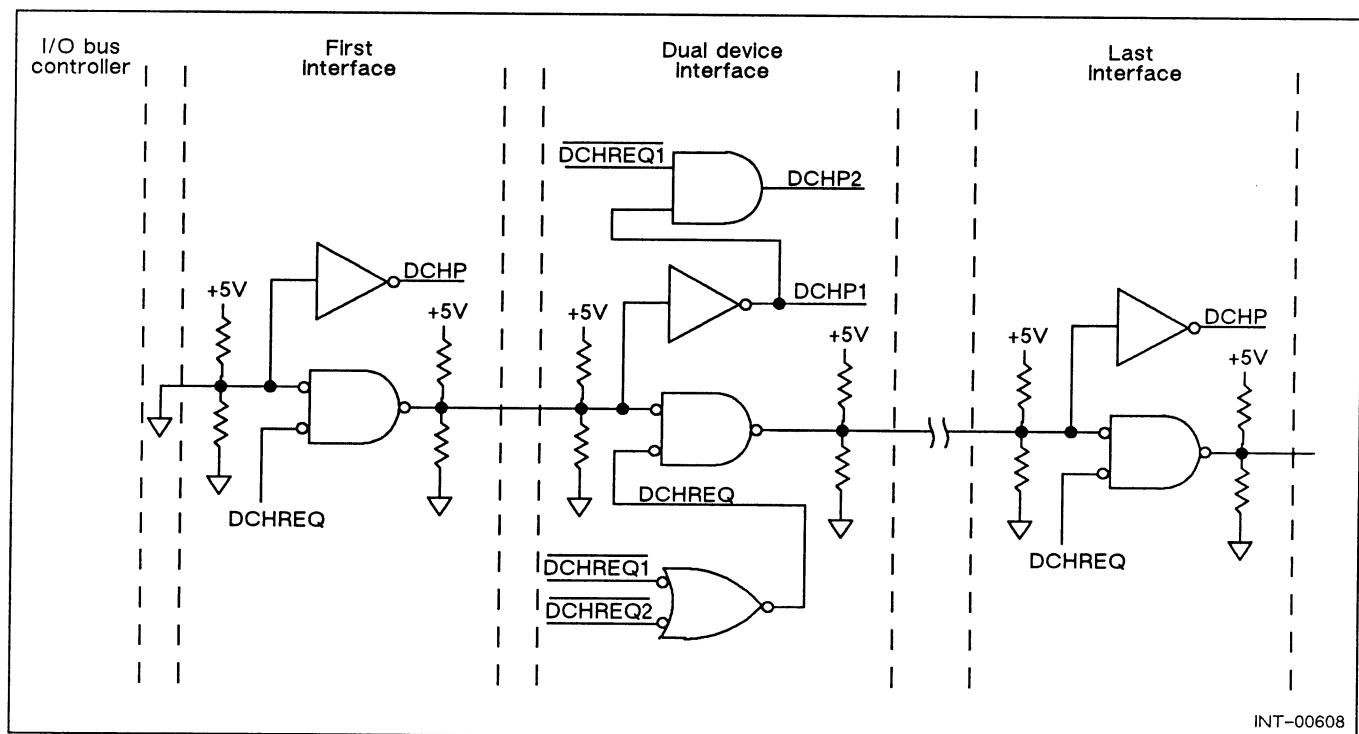 I/O bus
controller
First
interface
Dual device
interface
Last
interface
DCHREQ1
DCHP2
DCHP
DCHP1
DCHP
+5V
+5V
+5V
+5V
+5V
+5V
DCHREQ
DCHREQ
DCHREQ
DCHREQ1
DCHREQ2
INT-00608